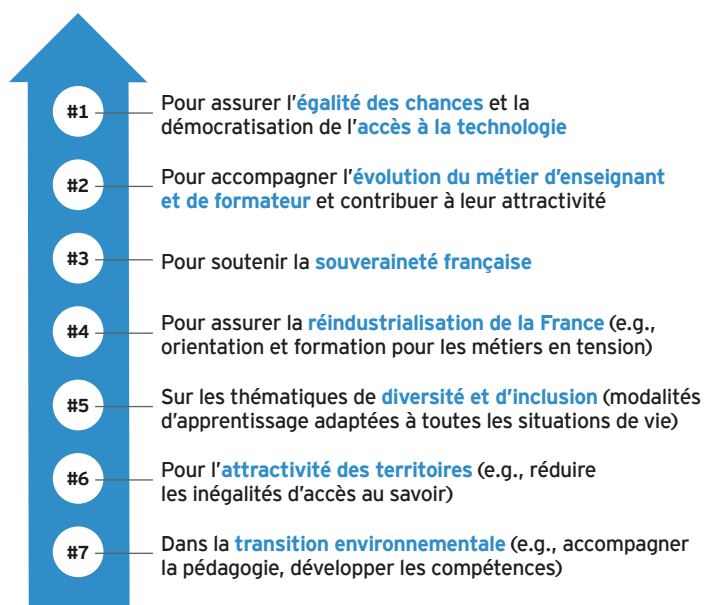 #1
Pour assurer l'égalité des chances et la
démocratisation de l'accès à la technologie
#2
Pour accompagner l'évolution du métier d'enseignant
et de formateur et contribuer à leur attractivité
#3
Pour soutenir la souveraineté française
#4
Pour assurer la réindustrialisation de la France (e.g.,
orientation et formation pour les métiers en tension)
#5
Sur les thématiques de diversité et d'inclusion (modalités
d'apprentissage adaptées à toutes les situations de vie)
#6
Pour l'attractivité des territoires (e.g., réduire
les inégalités d'accès au savoir)
#7
Dans la transition environnementale (e.g., accompagner
la pédagogie, développer les compétences)